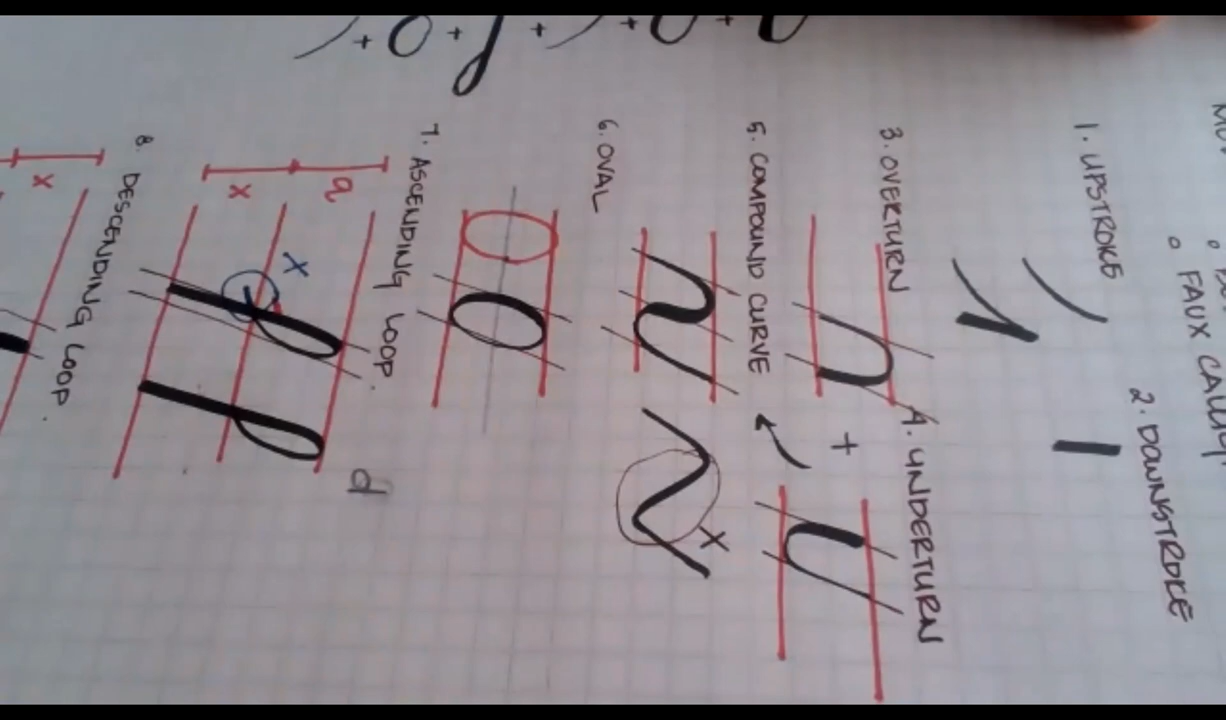 FAUX
1. UPSTROKE
2. DOWNSTROKE
3. OVERTURN
4. UNDERTURN
+
5. COMPOUND CURVE
x
6. OVAL
7. ASCENDING LOOP.
a
x
x
d
8. DESCENDING LOOP.
x
+ + + + +